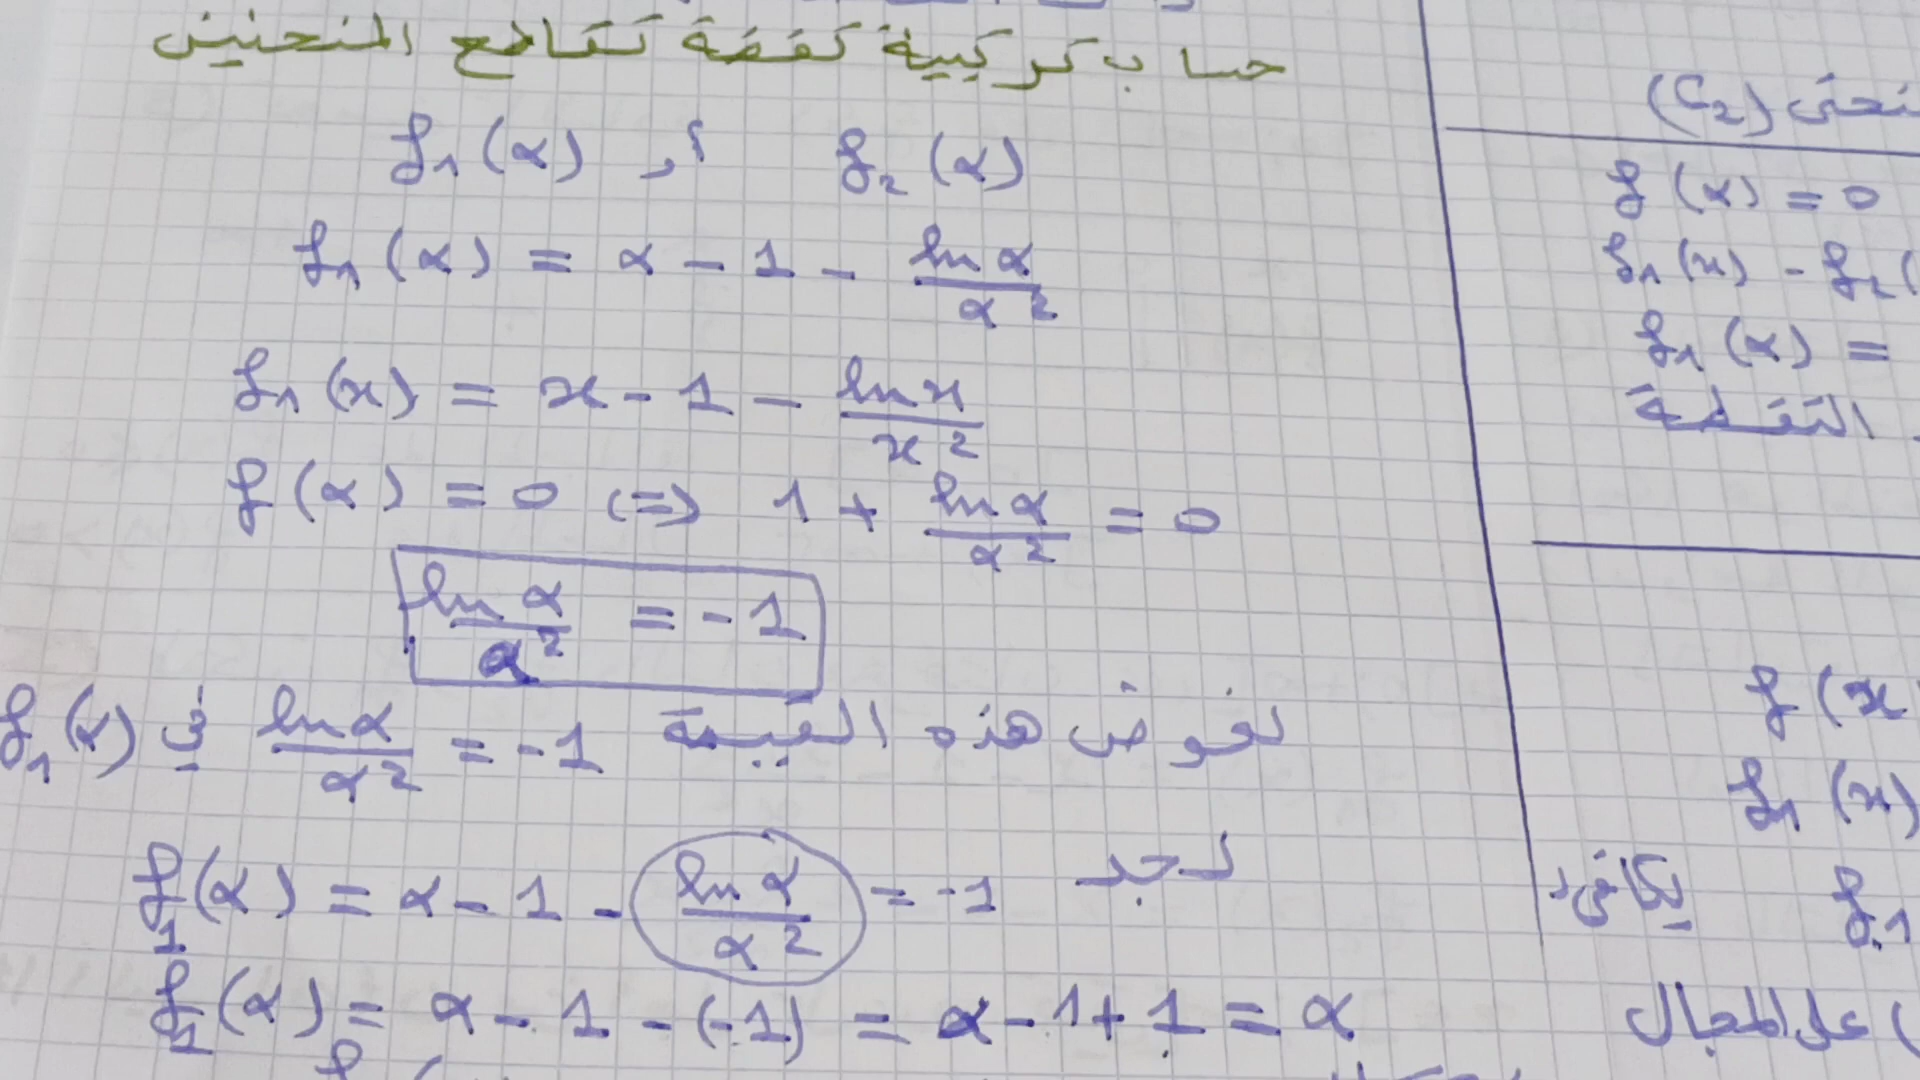 حساب تركيبية نقطة تقاطع المنحنيين
f₁(α) , f₂(α) ؟
f₁(α) = α - 1 - ln α / α²
f₁(x) = x - 1 - ln x / x²
f(α) = 0 ⟺ 1 + ln α / α² = 0
ln α / α² = -1
نعوض هذه القيمة ln α / α² = -1 في f₁(α)
نجد f₁(α) = α - 1 - ln α / α² = -1
f₁(α) = α - 1 - (-1) = α - 1 + 1 = α
(C₂)
f(α) = 0
f₁(x) - f₂(
f₁(α) =
النقطة
f(x
f₁(x)
f₁ يكافئ
) على المجال